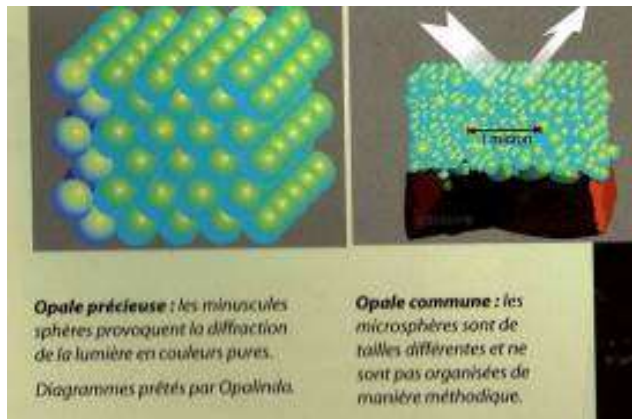 1 micron
Opale précieuse : les minuscules
sphères provoquent la diffraction
de la lumière en couleurs pures.
Diagrammes prêtés par Opalinda.
Opale commune : les
microsphères sont de
tailles différentes et ne
sont pas organisées de
manière méthodique.